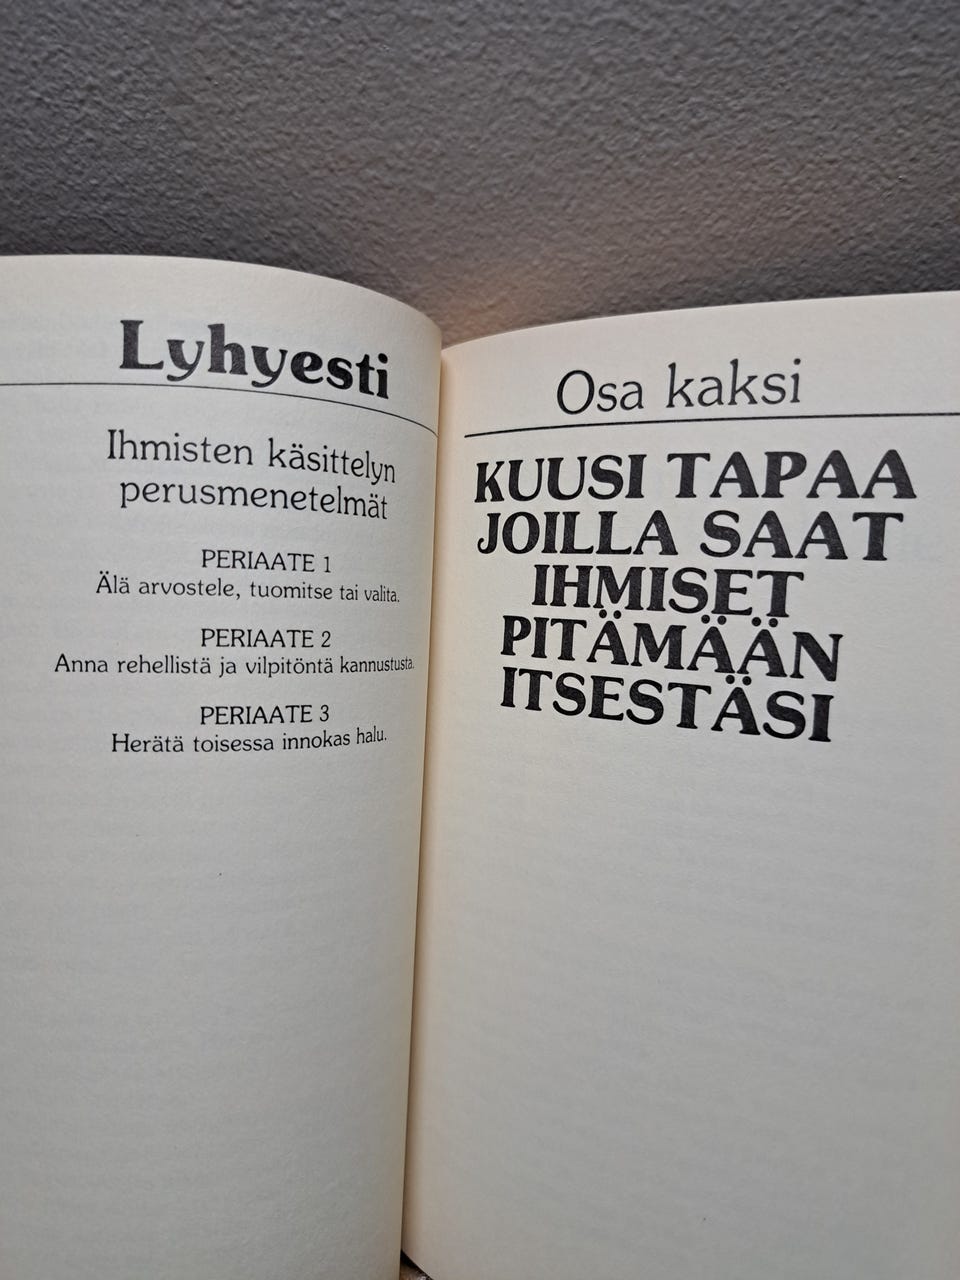 Lyhyesti
Ihmisten käsittelyn
perusmenetelmät
PERIAATE 1
Älä arvostele, tuomitse tai valita.
PERIAATE 2
Anna rehellistä ja vilpitöntä kannustusta.
PERIAATE 3
Herätä toisessa innokas halu.
Osa kaksi
KUUSI TAPAA
JOILLA SAAT
IHMISET
PITÄMÄÄN
ITSESTÄSI